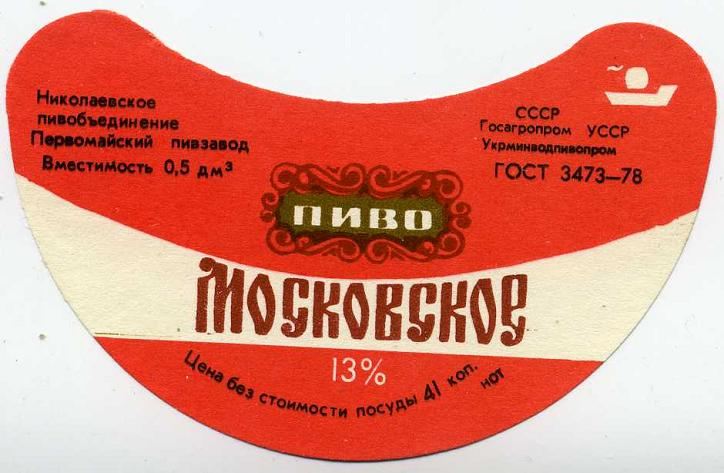 Николаевское
пивобъединение
Первомайский пивзавод
Вместимость 0,5 дм³
СССР
Госагропром УССР
Укрминводпивопром
ГОСТ 3473—78
ПИВО
МОСКОВСКОЕ
13%
Цена без стоимости посуды 41 коп.
нот